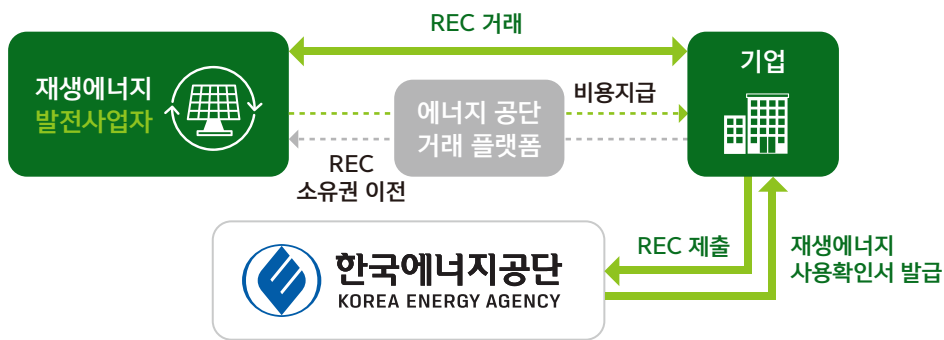 REC 거래
재생에너지
발전사업자
에너지 공단
거래 플랫폼
비용지급
기업
REC
소유권 이전
REC 제출
재생에너지
사용확인서 발급
한국에너지공단
KOREA ENERGY AGENCY